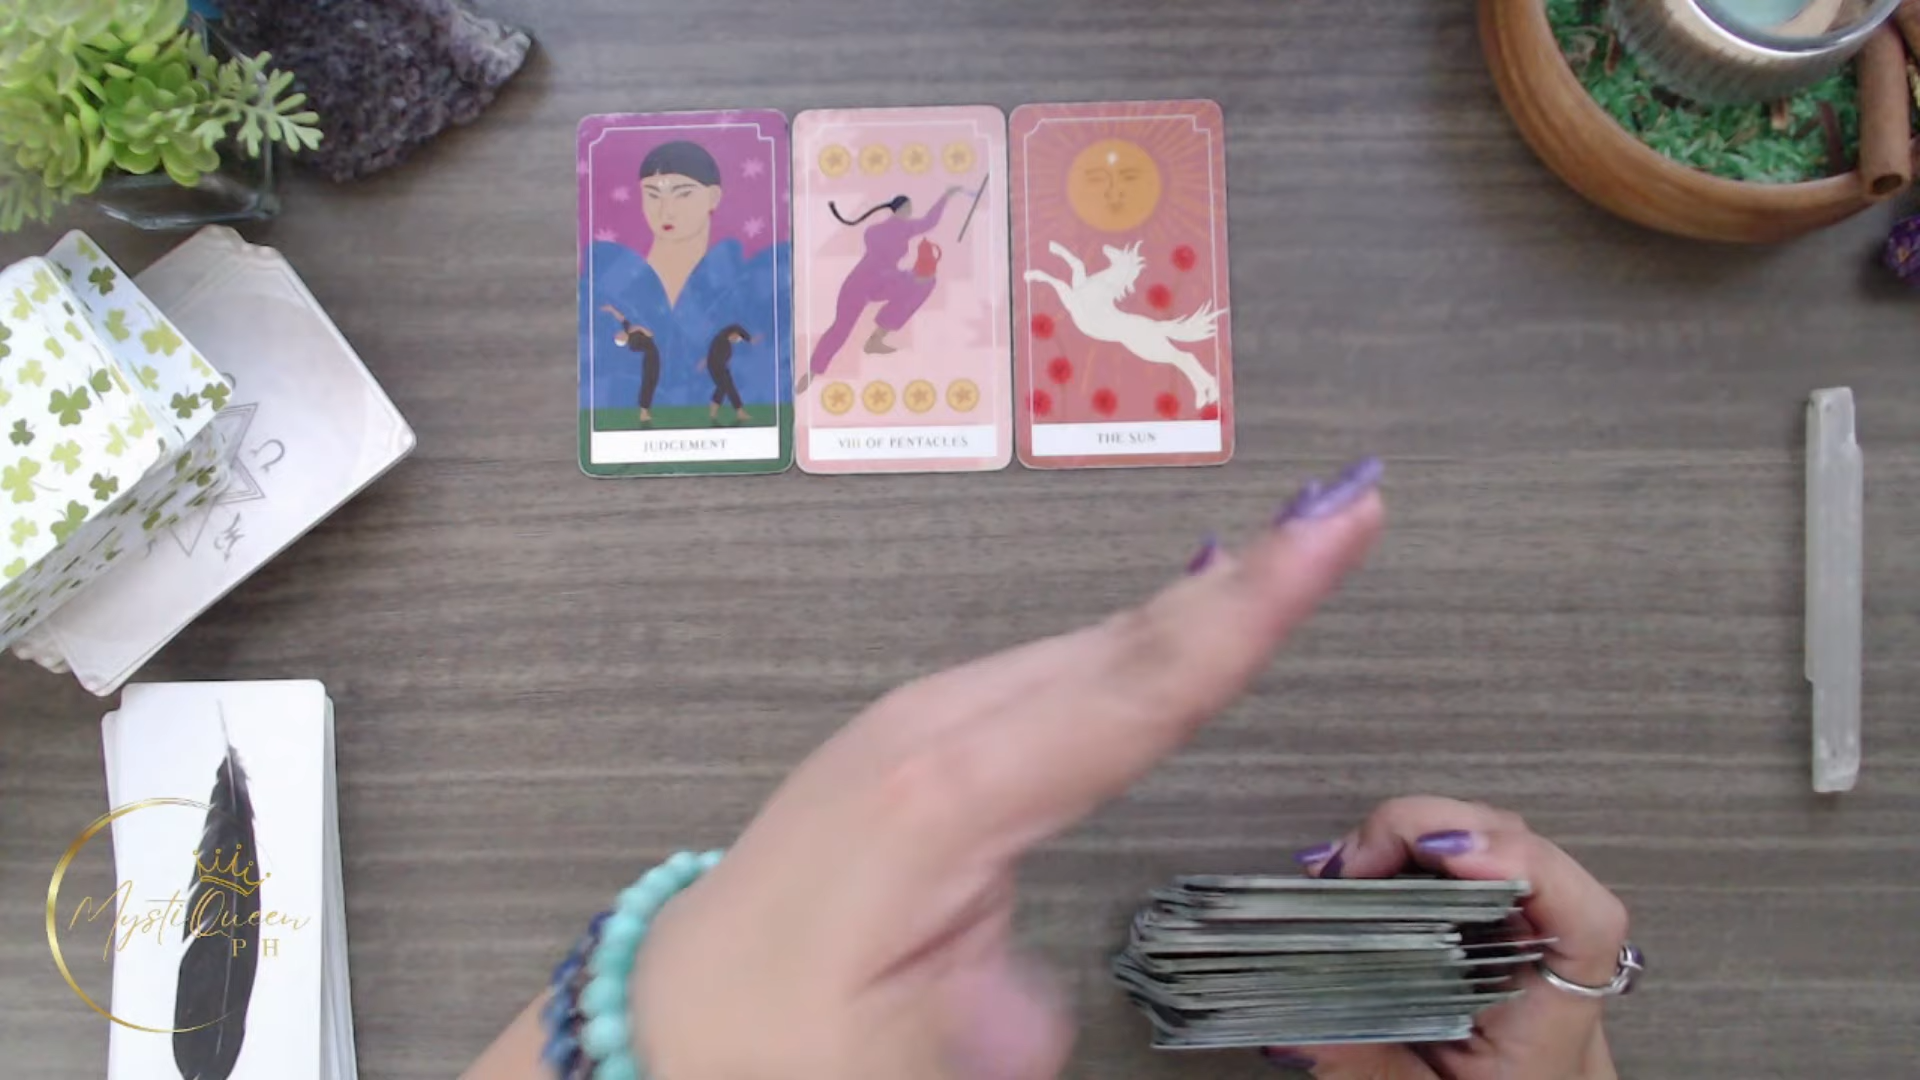 JUDGEMENT
VIII OF PENTACLES
THE SUN
MystiQueen
PH